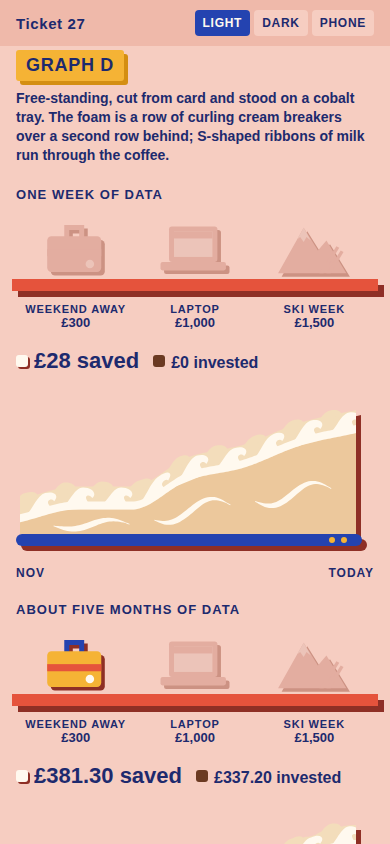 Ticket 27
LIGHT DARK PHONE
GRAPH D
Free-standing, cut from card and stood on a cobalt
tray. The foam is a row of curling cream breakers
over a second row behind; S-shaped ribbons of milk
run through the coffee.
ONE WEEK OF DATA
WEEKEND AWAY LAPTOP SKI WEEK
£300 £1,000 £1,500
£28 saved £0 invested
NOV TODAY
ABOUT FIVE MONTHS OF DATA
WEEKEND AWAY LAPTOP SKI WEEK
£300 £1,000 £1,500
£381.30 saved £337.20 invested